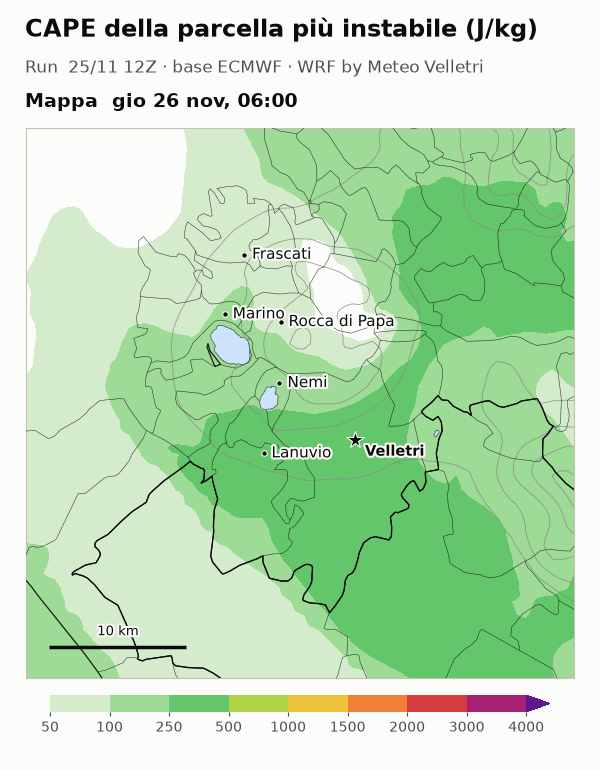 CAPE della parcella più instabile (J/kg)
Run  25/11 12Z · base ECMWF · WRF by Meteo Velletri
Mappa  gio 26 nov, 06:00
Frascati
Marino
Rocca di Papa
Nemi
Velletri
Lanuvio
10 km
50 100 250 500 1000 1500 2000 3000 4000